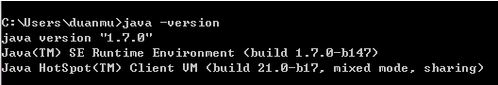 C:\Users\duanmu>java -version
java version "1.7.0"
Java(TM) SE Runtime Environment (build 1.7.0-b147)
Java HotSpot(TM) Client VM (build 21.0-b17, mixed mode, sharing)